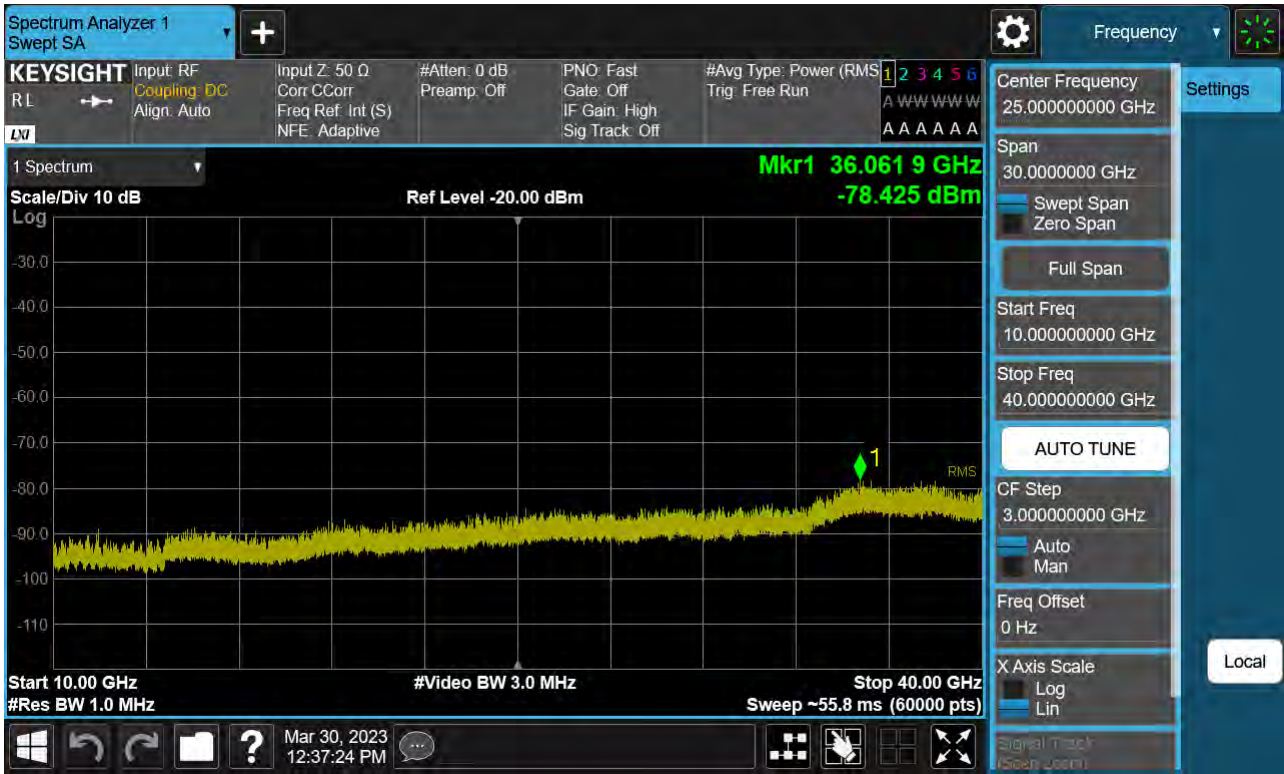 Spectrum Analyzer 1
Swept SA
+
Frequency
KEYSIGHT
RL
LXI
Input: RF
Coupling: DC
Align: Auto
Input Z: 50 Ω
Corr CCorr
Freq Ref: Int (S)
NFE: Adaptive
#Atten: 0 dB
Preamp: Off
PNO: Fast
Gate: Off
IF Gain: High
Sig Track: Off
#Avg Type: Power (RMS
Trig: Free Run
1 2 3 4 5 6
A W W W W W
A A A A A A
1 Spectrum
Scale/Div 10 dB
Log
Ref Level -20.00 dBm
Mkr1 36.061 9 GHz
-78.425 dBm
-30.0
-40.0
-50.0
-60.0
-70.0
-80.0
-90.0
-100
-110
1
RMS
Start 10.00 GHz
#Res BW 1.0 MHz
#Video BW 3.0 MHz
Stop 40.00 GHz
Sweep ~55.8 ms (60000 pts)
?
Mar 30, 2023
12:37:24 PM
Center Frequency
25.000000000 GHz
Span
30.0000000 GHz
Swept Span
Zero Span
Full Span
Start Freq
10.000000000 GHz
Stop Freq
40.000000000 GHz
AUTO TUNE
CF Step
3.000000000 GHz
Auto
Man
Freq Offset
0 Hz
X Axis Scale
Log
Lin
Signal Track
(Span Zoom)
Settings
Local